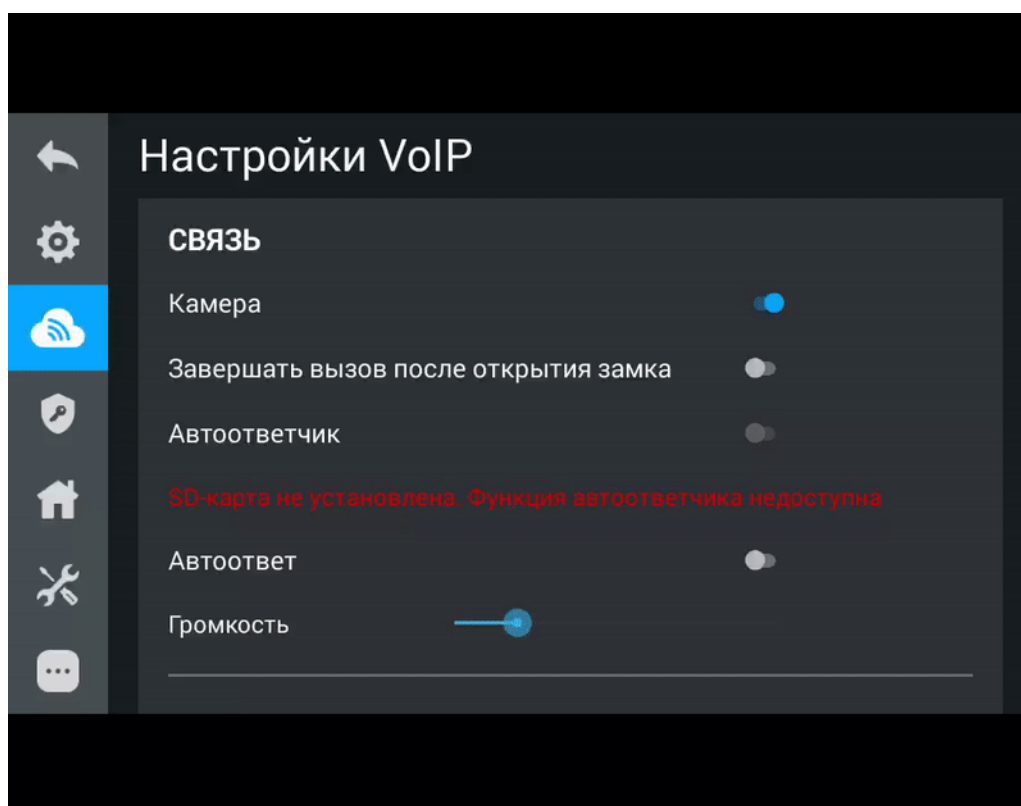 Настройки VoIP
СВЯЗЬ
Камера
Завершать вызов после открытия замка
Автоответчик
SD-карта не установлена. Функция автоответчика недоступна
Автоответ
Громкость